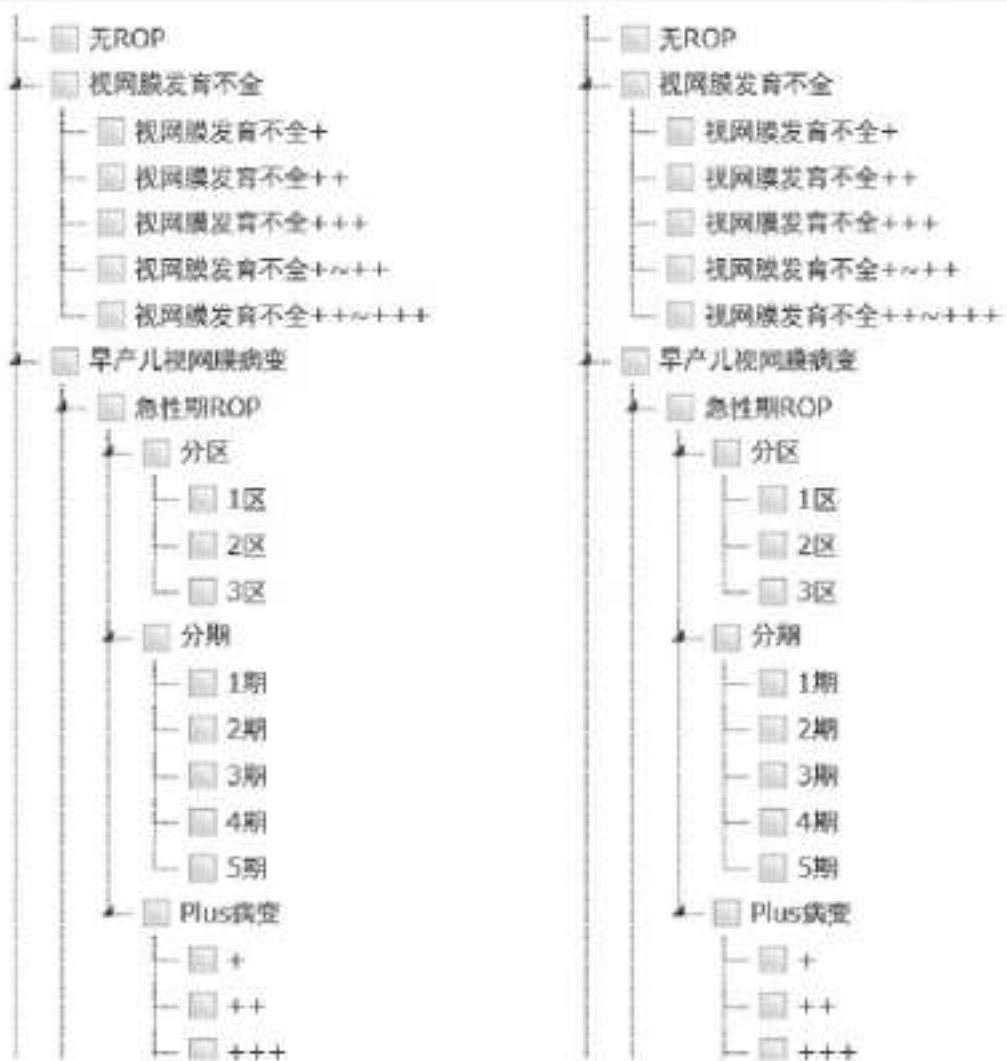 无ROP
视网膜发育不全
视网膜发育不全+
视网膜发育不全++
视网膜发育不全+++
视网膜发育不全+~++
视网膜发育不全++~+++
早产儿视网膜病变
急性期ROP
分区
1区
2区
3区
分期
1期
2期
3期
4期
5期
Plus病变
+
++
+++
无ROP
视网膜发育不全
视网膜发育不全+
视网膜发育不全++
视网膜发育不全+++
视网膜发育不全+~++
视网膜发育不全++~+++
早产儿视网膜病变
急性期ROP
分区
1区
2区
3区
分期
1期
2期
3期
4期
5期
Plus病变
+
++
+++